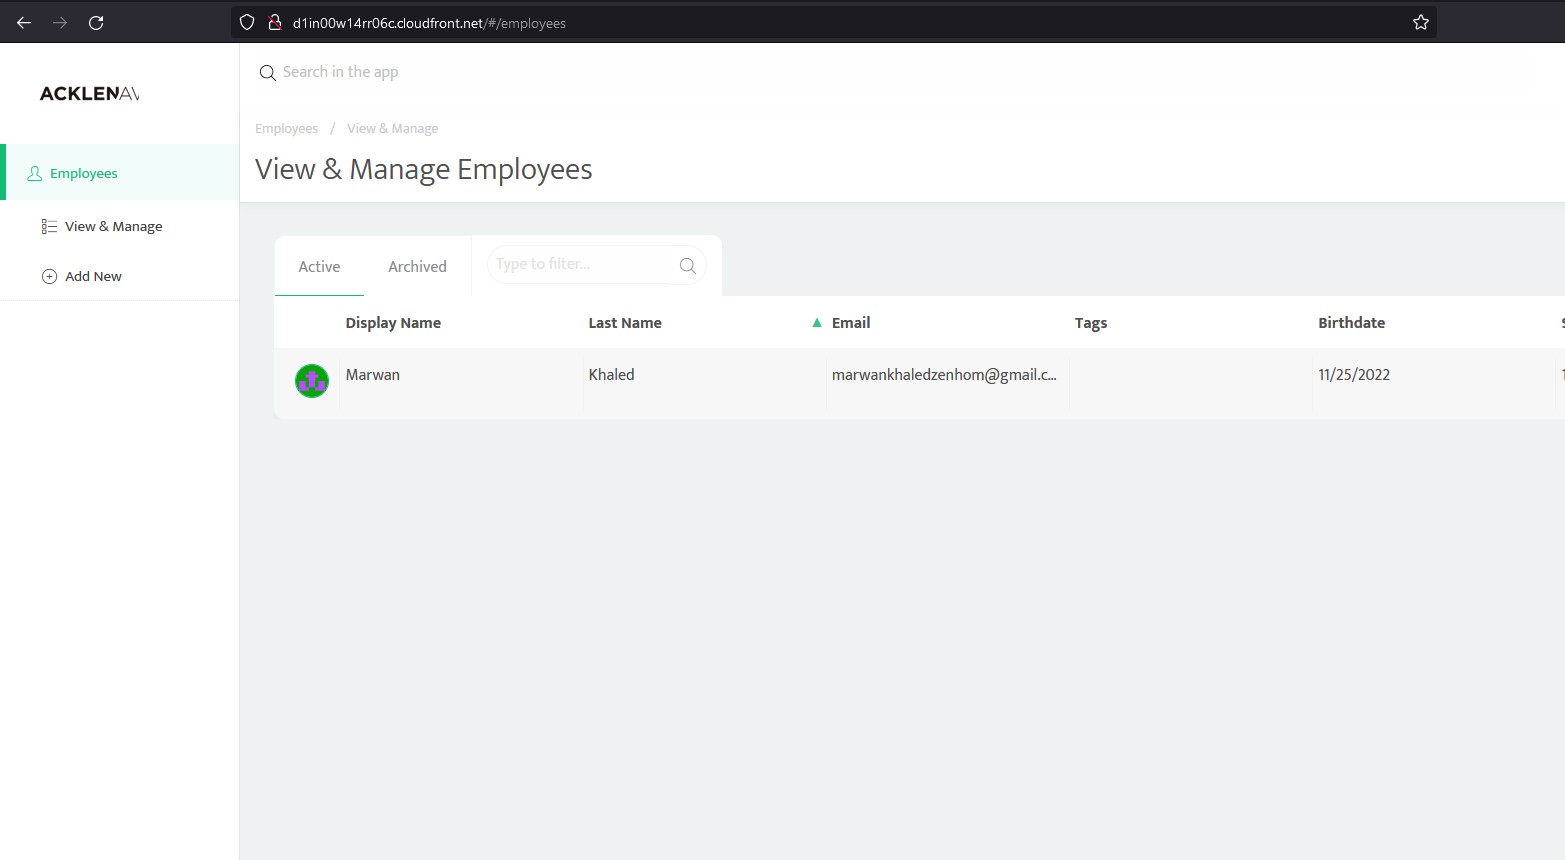 d1in00w14rr06c.cloudfront.net/#/employees
ACKLENAV
Search in the app
Employees / View & Manage
View & Manage Employees
Employees
View & Manage
Add New
Active Archived Type to filter...
Display Name Last Name ▲ Email Tags Birthdate
Marwan Khaled marwankhaledzenhom@gmail.c... 11/25/2022